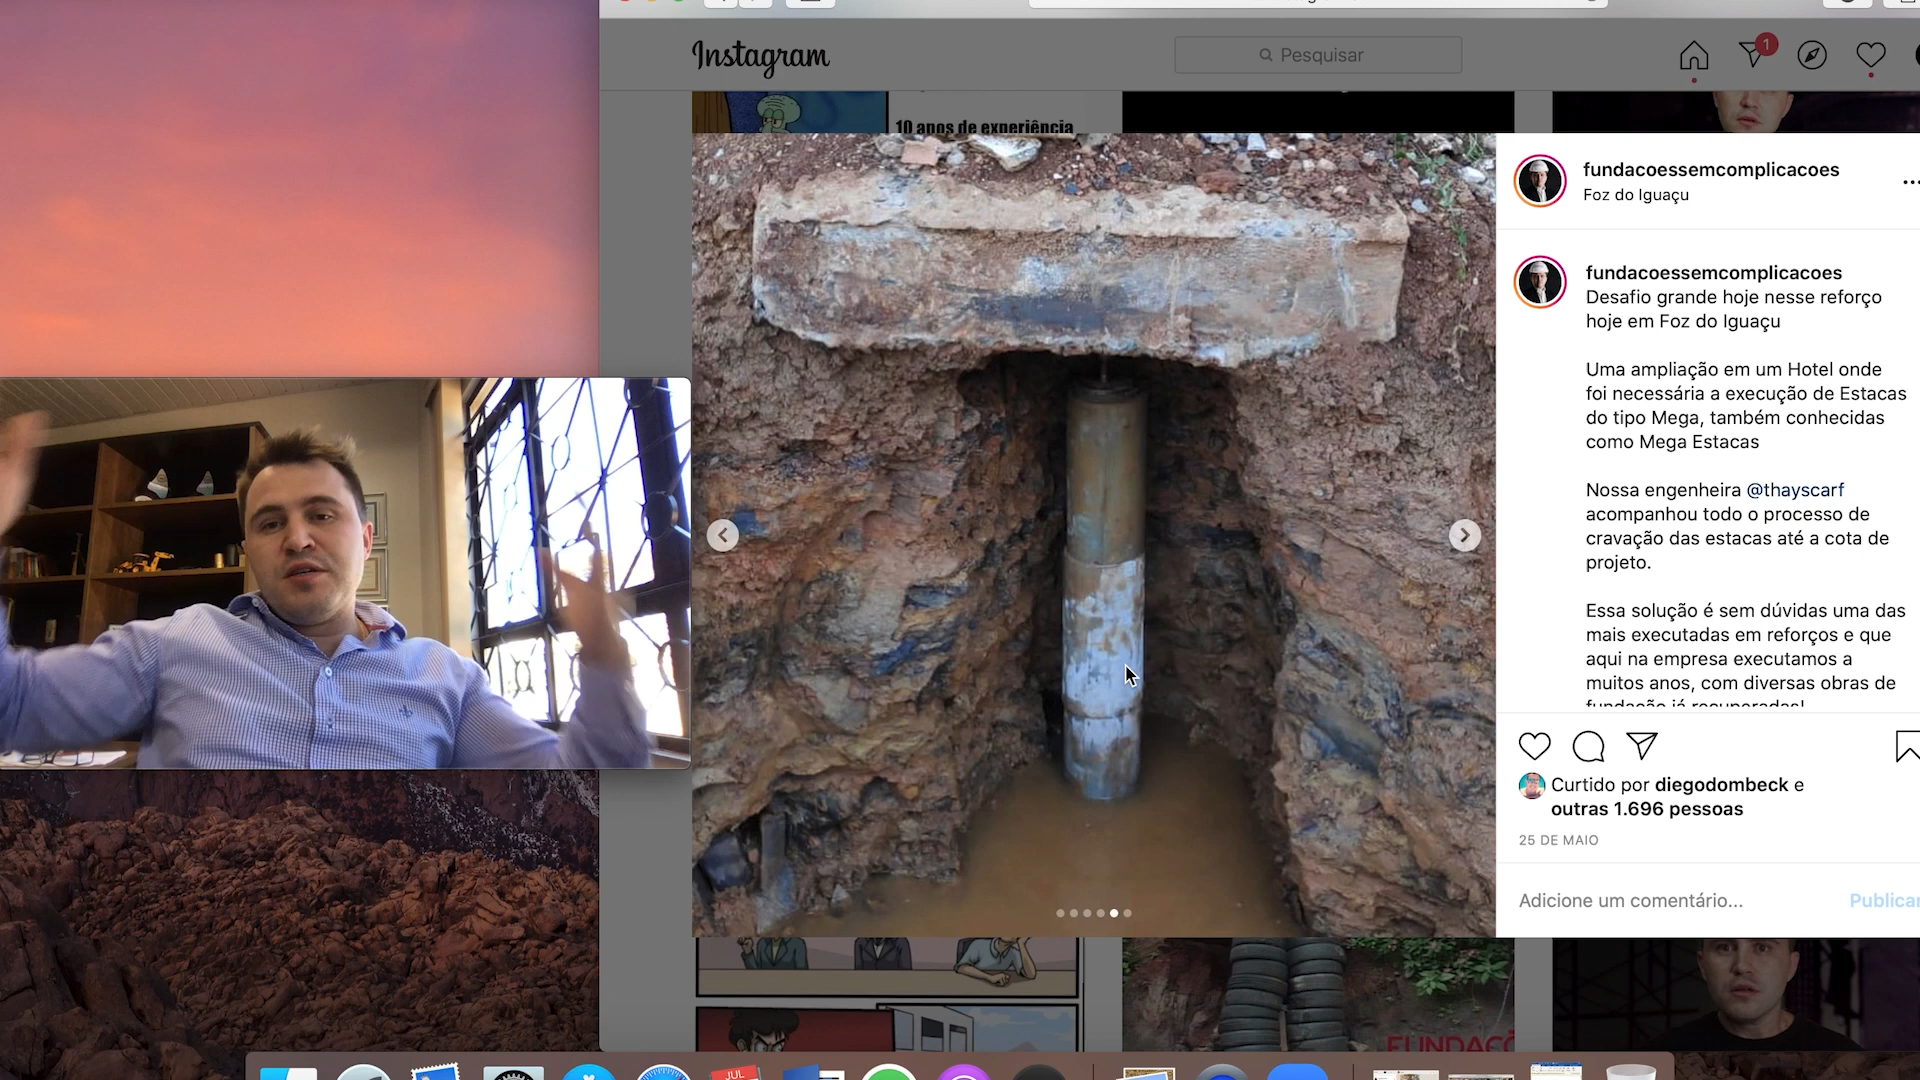 Instagram
Pesquisar
1
10 anos de experiência
fundacoessemcomplicacoes
Foz do Iguaçu
fundacoessemcomplicacoes
Desafio grande hoje nesse reforço
hoje em Foz do Iguaçu
Uma ampliação em um Hotel onde
foi necessária a execução de Estacas
do tipo Mega, também conhecidas
como Mega Estacas
Nossa engenheira @thayscarf
acompanhou todo o processo de
cravação das estacas até a cota de
projeto.
Essa solução é sem dúvidas uma das
mais executadas em reforços e que
aqui na empresa executamos a
muitos anos, com diversas obras de
fundação já recuperadas!
Curtido por diegodombeck e
outras 1.696 pessoas
25 DE MAIO
Adicione um comentário...
Publicar
FUNDAÇÕ
JUL